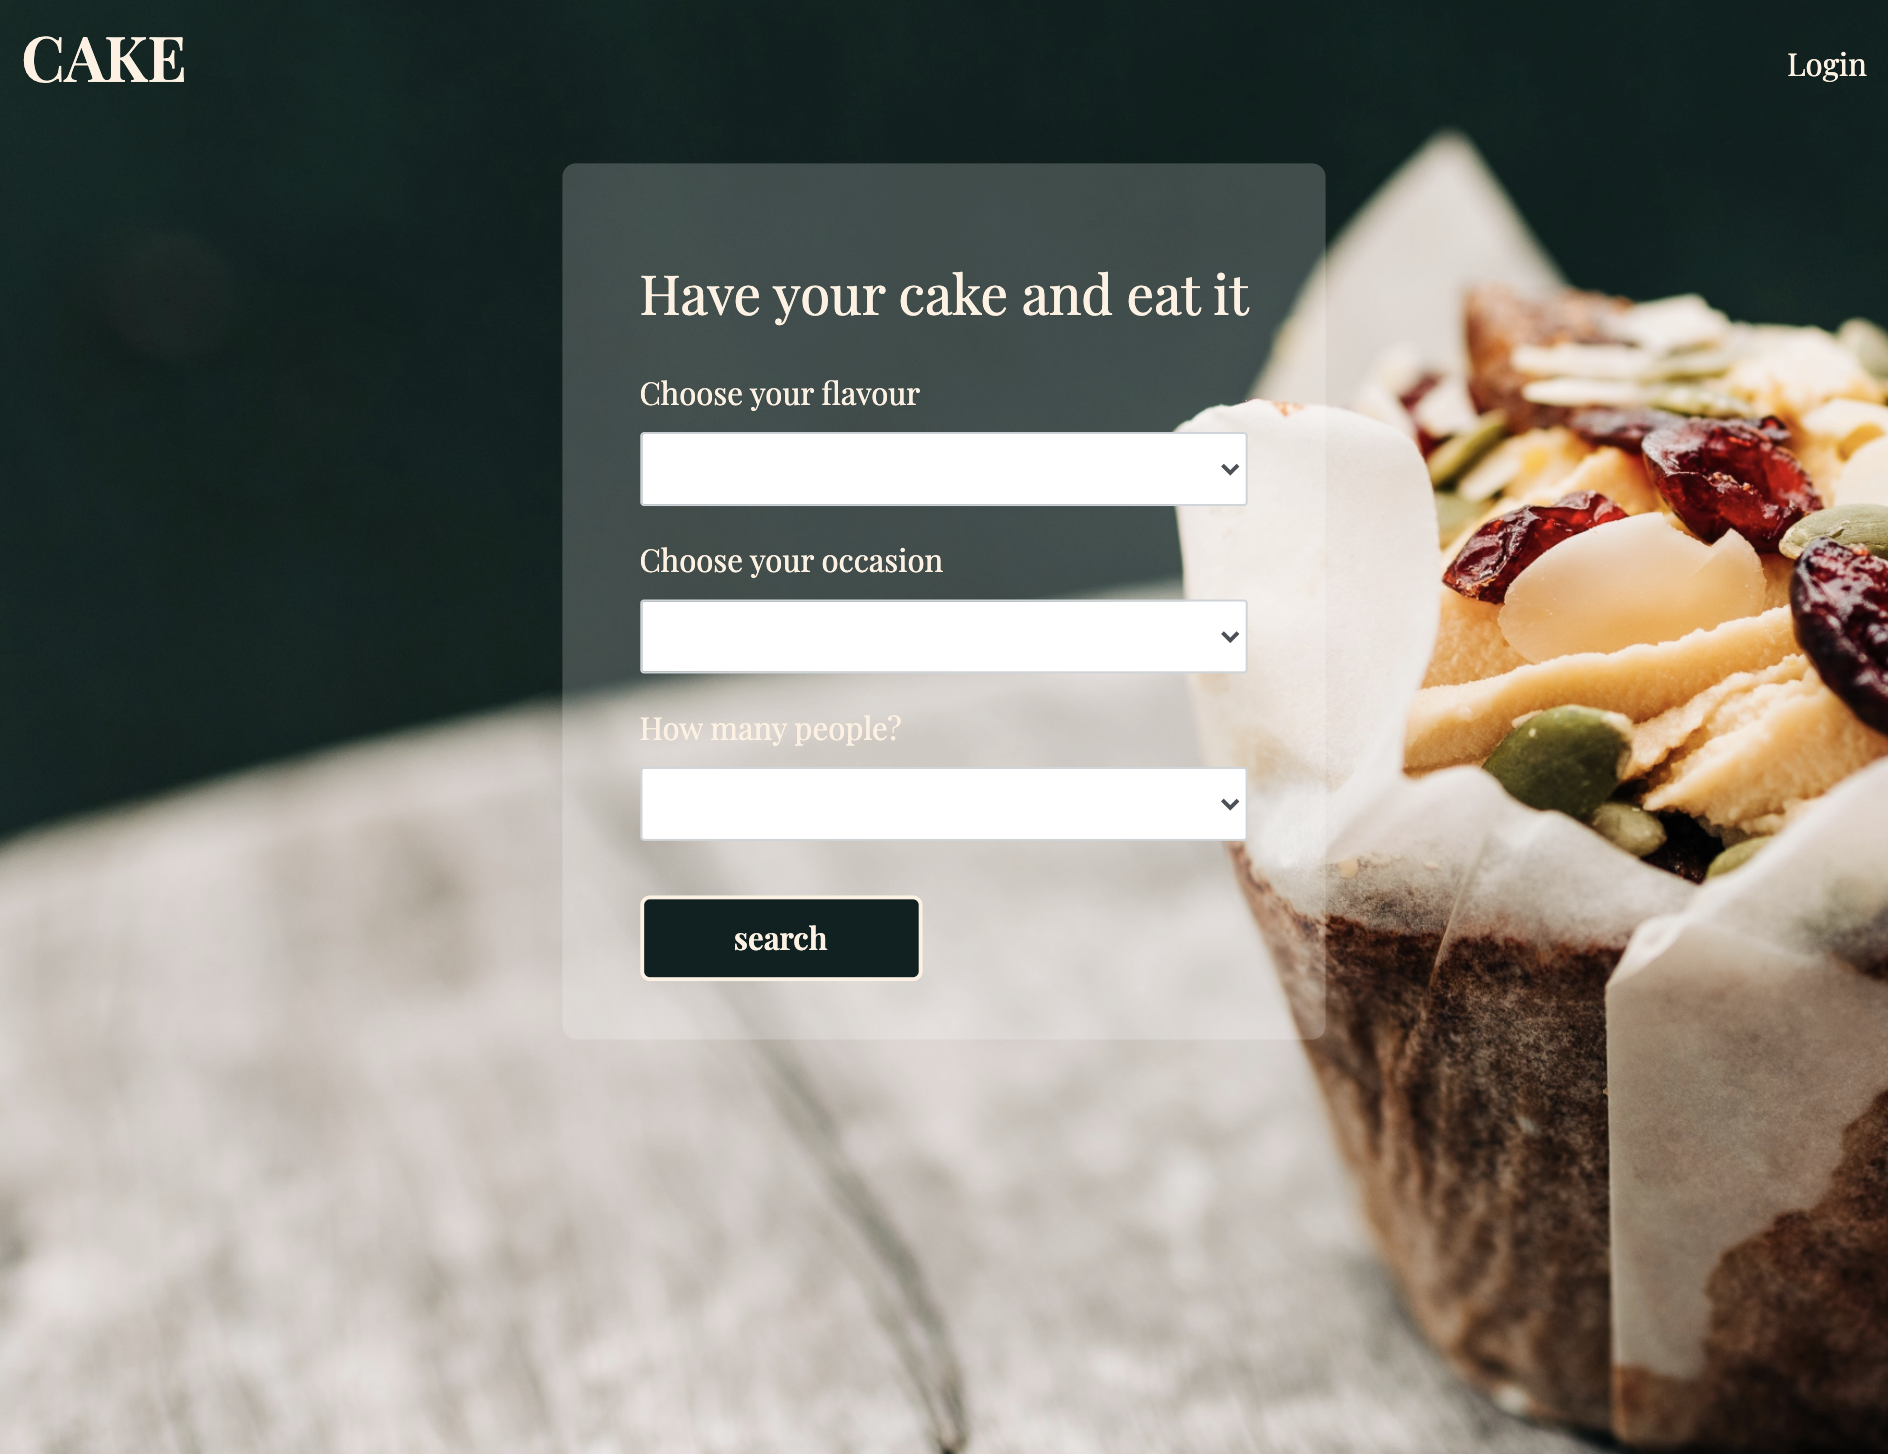 CAKE
Login
Have your cake and eat it
Choose your flavour
Choose your occasion
How many people?
search